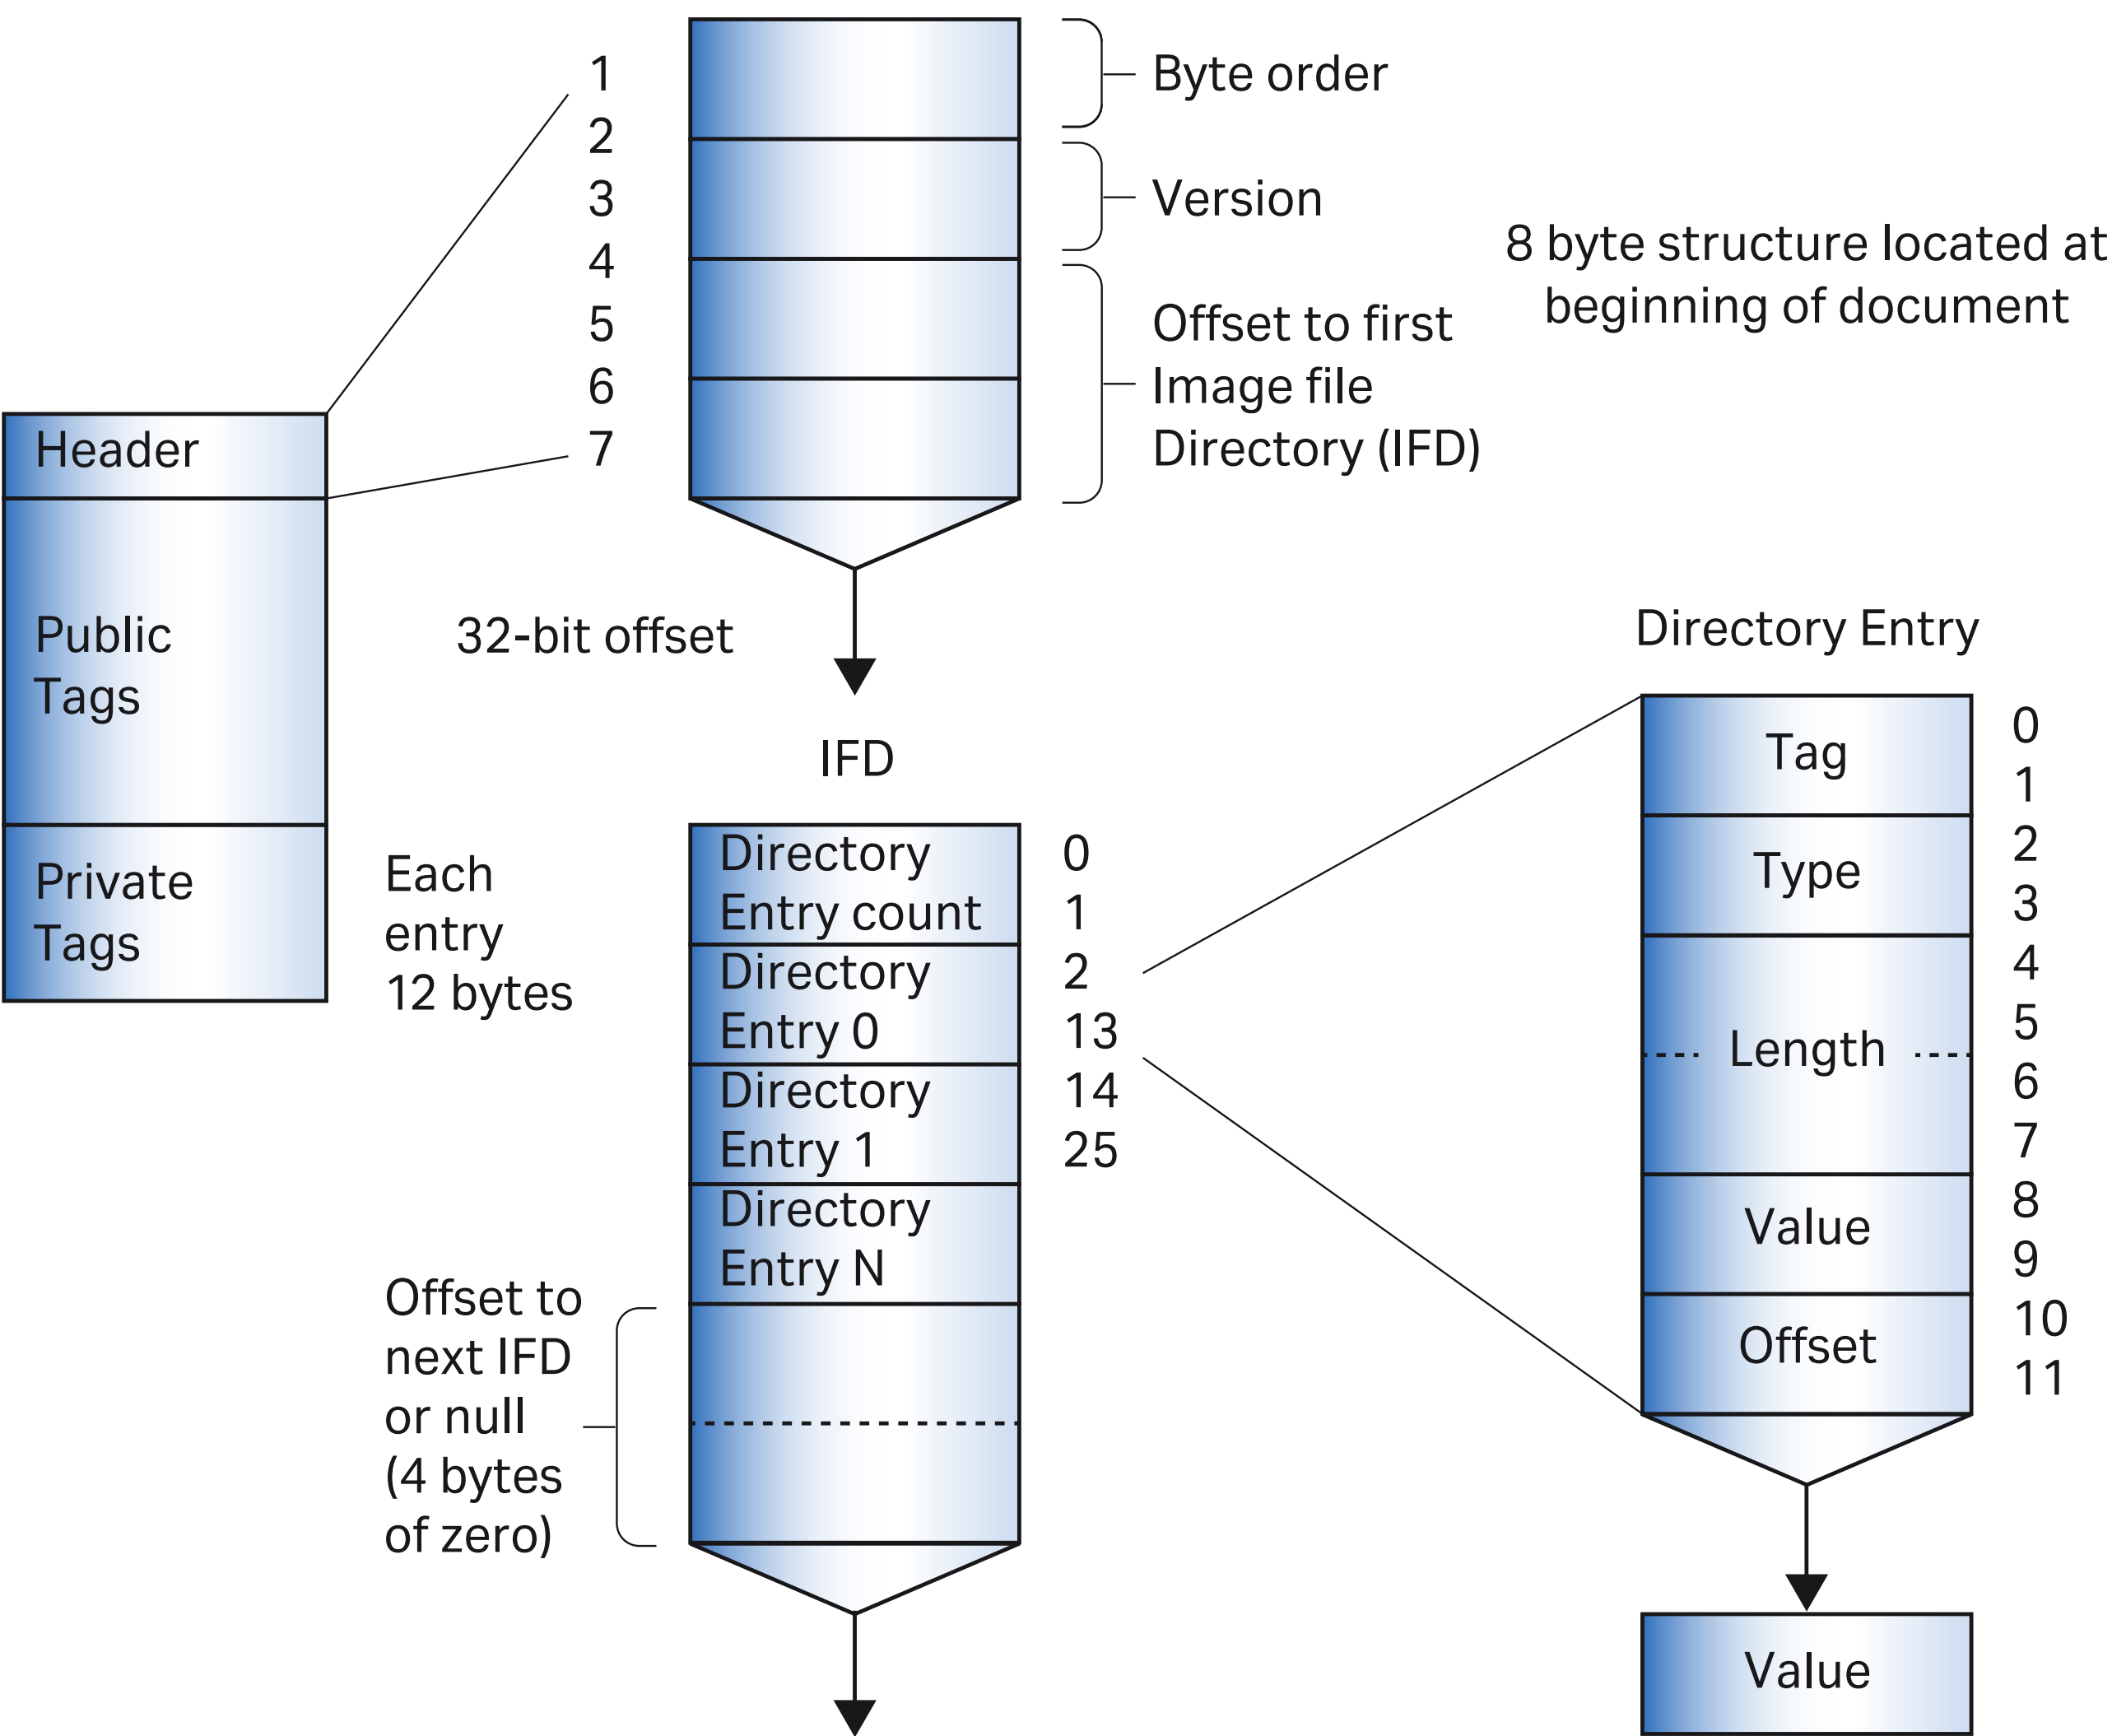 1
2
3
4
5
6
7
Byte order
Version
Offset to first
Image file
Directory (IFD)
8 byte structure located at
beginning of document
Header
Public
Tags
Private
Tags
32-bit offset
IFD
Each
entry
12 bytes
Directory
Entry count
Directory
Entry 0
Directory
Entry 1
Directory
Entry N
0
1
2
13
14
25
Offset to
next IFD
or null
(4 bytes
of zero)
Directory Entry
Tag
Type
Length
Value
Offset
0
1
2
3
4
5
6
7
8
9
10
11
Value